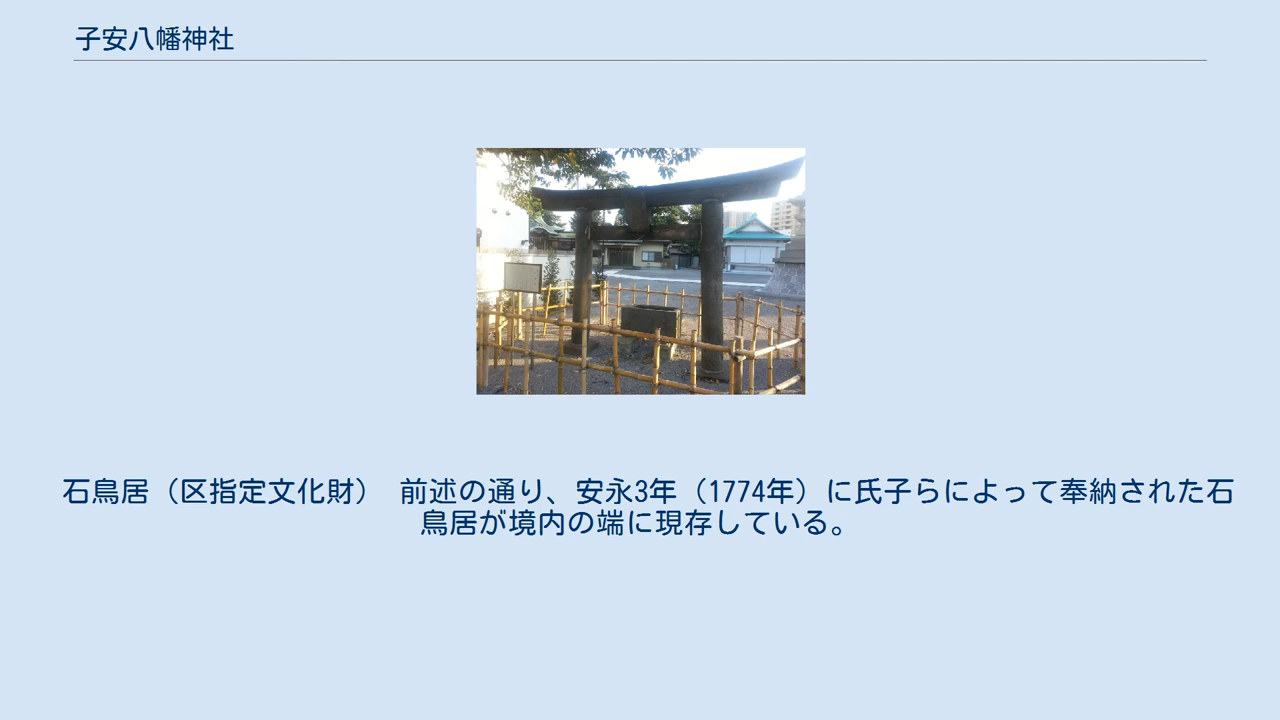 子安八幡神社
石鳥居（区指定文化財）　前述の通り、安永3年（1774年）に氏子らによって奉納された石
鳥居が境内の端に現存している。